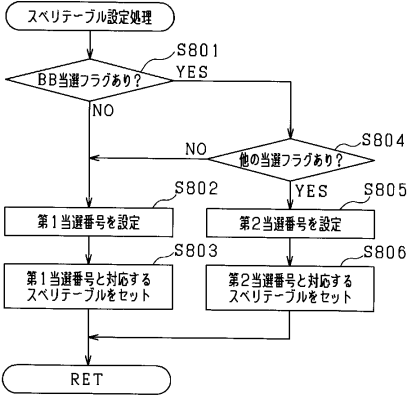 スベリテーブル設定処理
S801
BB当選フラグあり?
YES
NO
S804
NO
他の当選フラグあり?
YES
S802
第1当選番号を設定
S805
第2当選番号を設定
S803
第1当選番号と対応する
スベリテーブルをセット
S806
第2当選番号と対応する
スベリテーブルをセット
RET